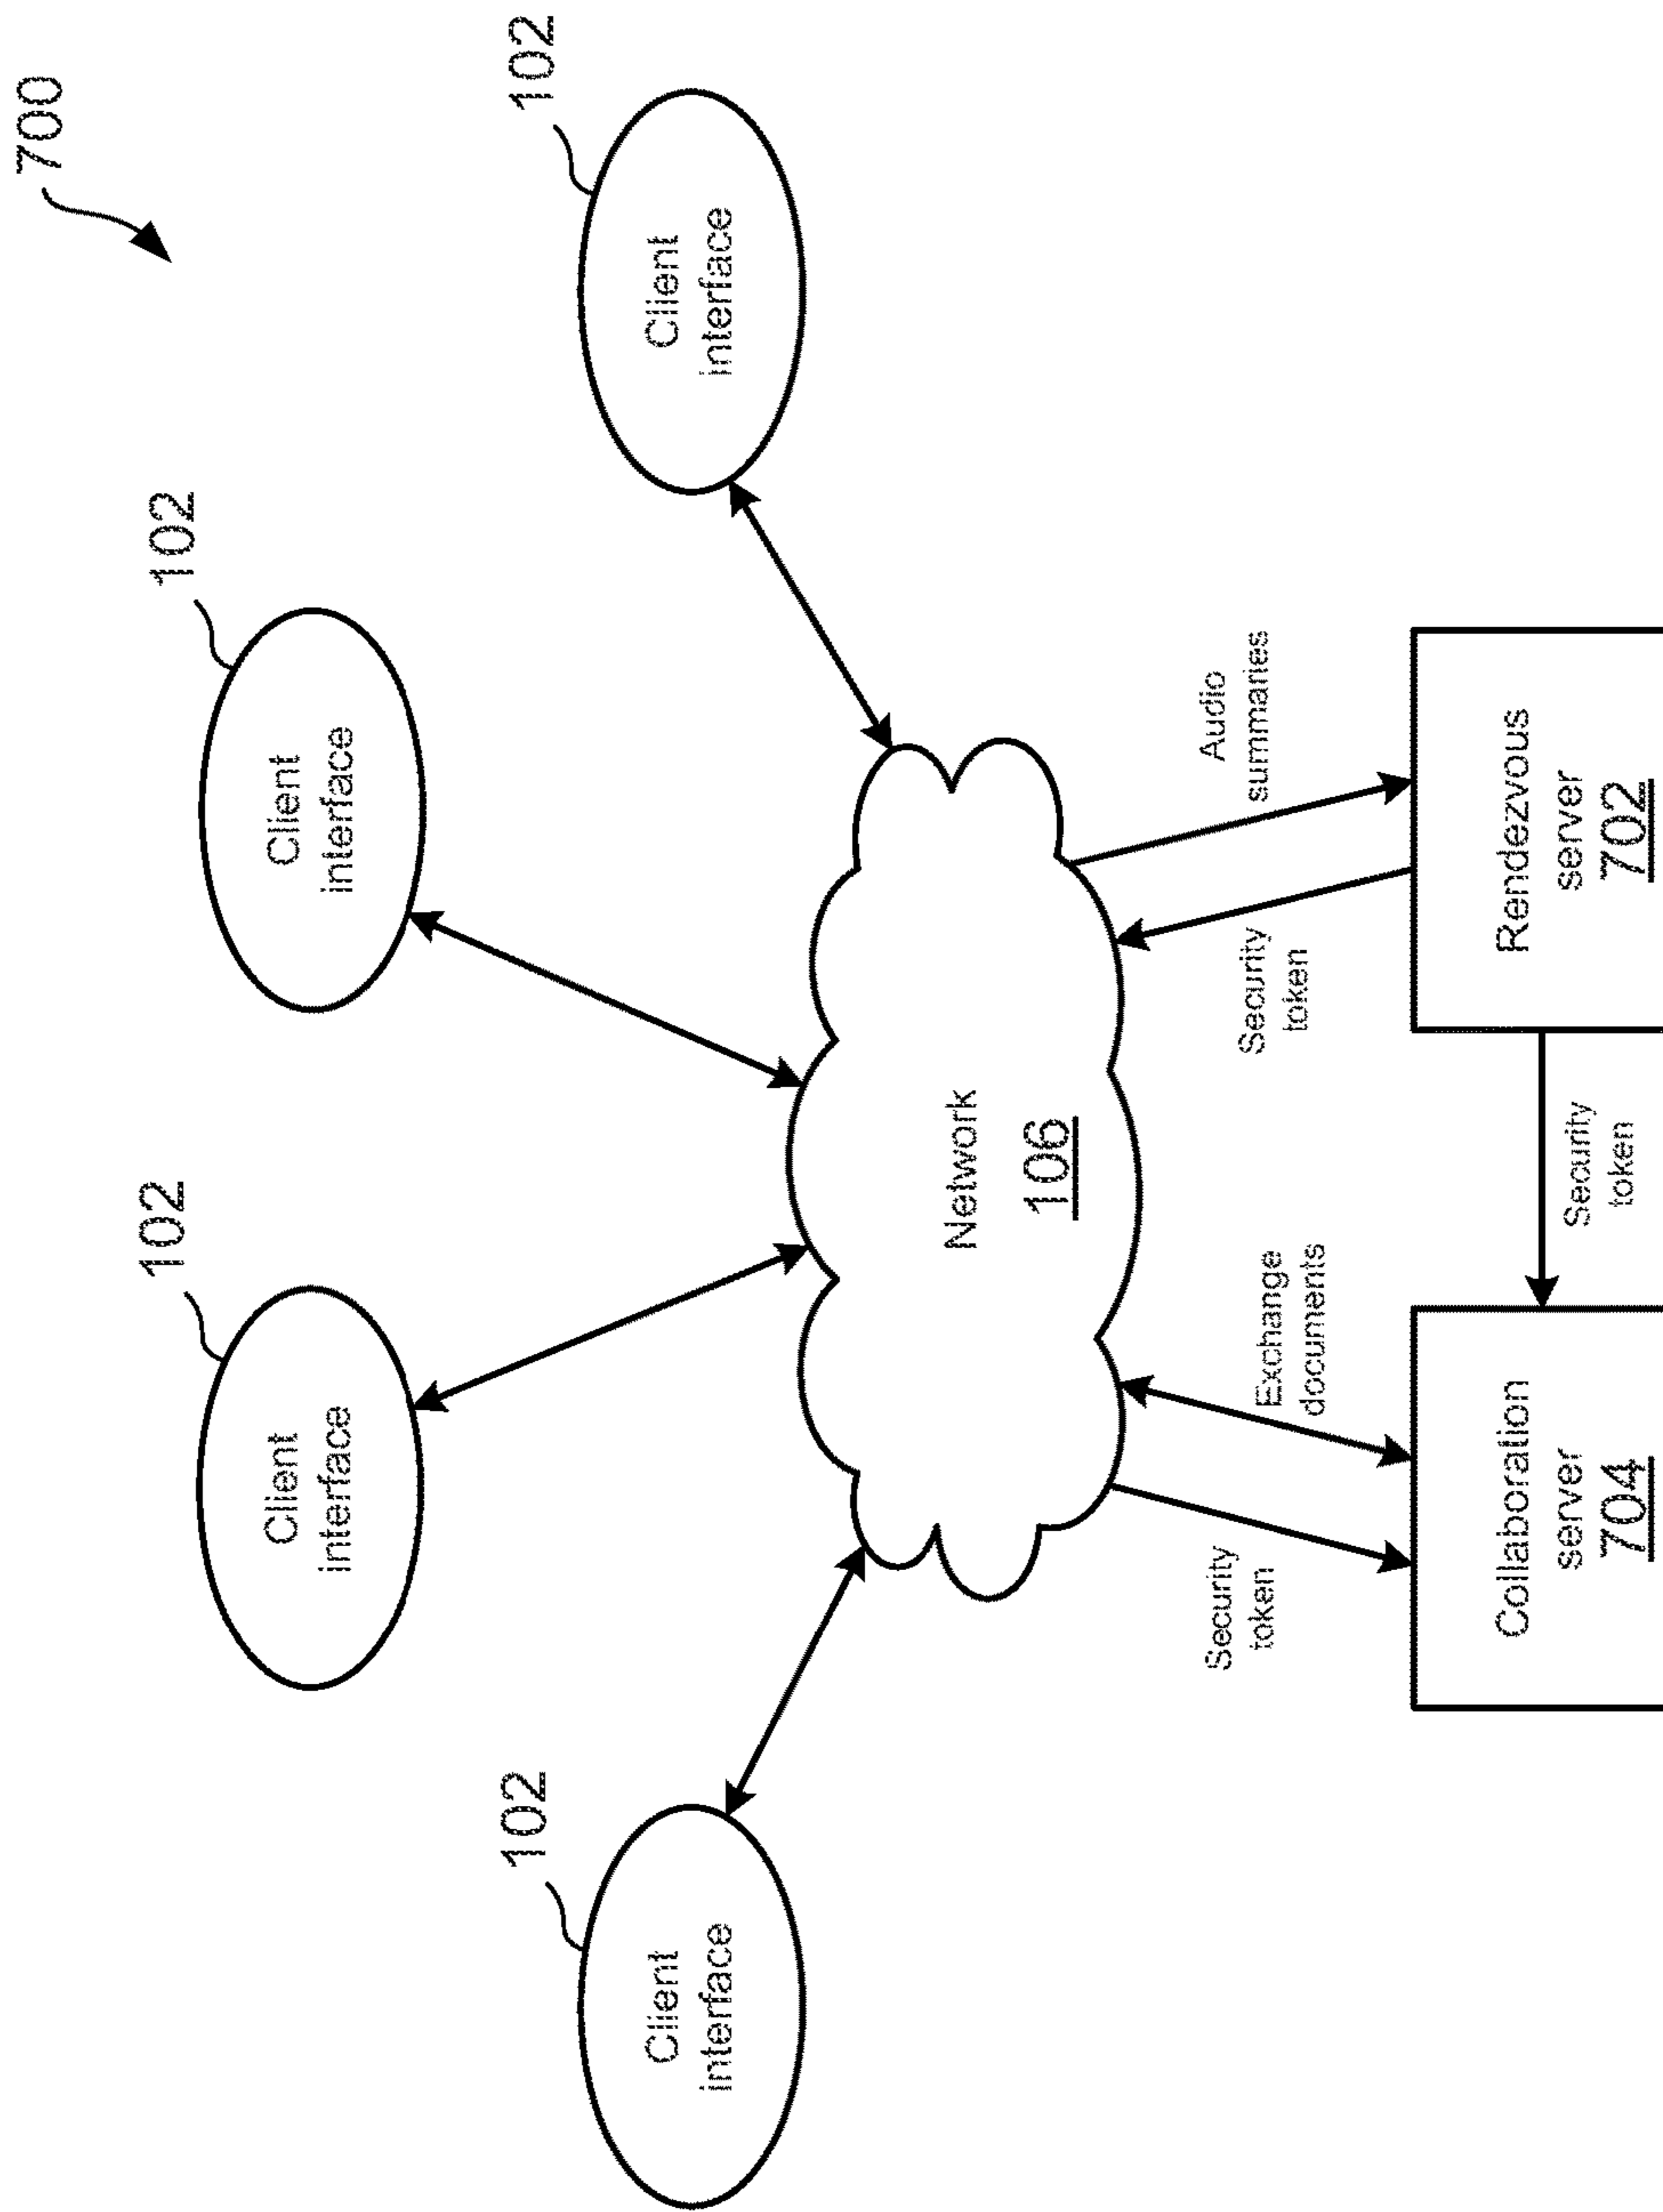 700
102
Client
interface
102
Client
interface
102
Client
interface
102
Client
interface
Network
106
Security
token
Exchange
documents
Security
token
Audio
summaries
Collaboration
server
704
Security
token
Rendezvous
server
702